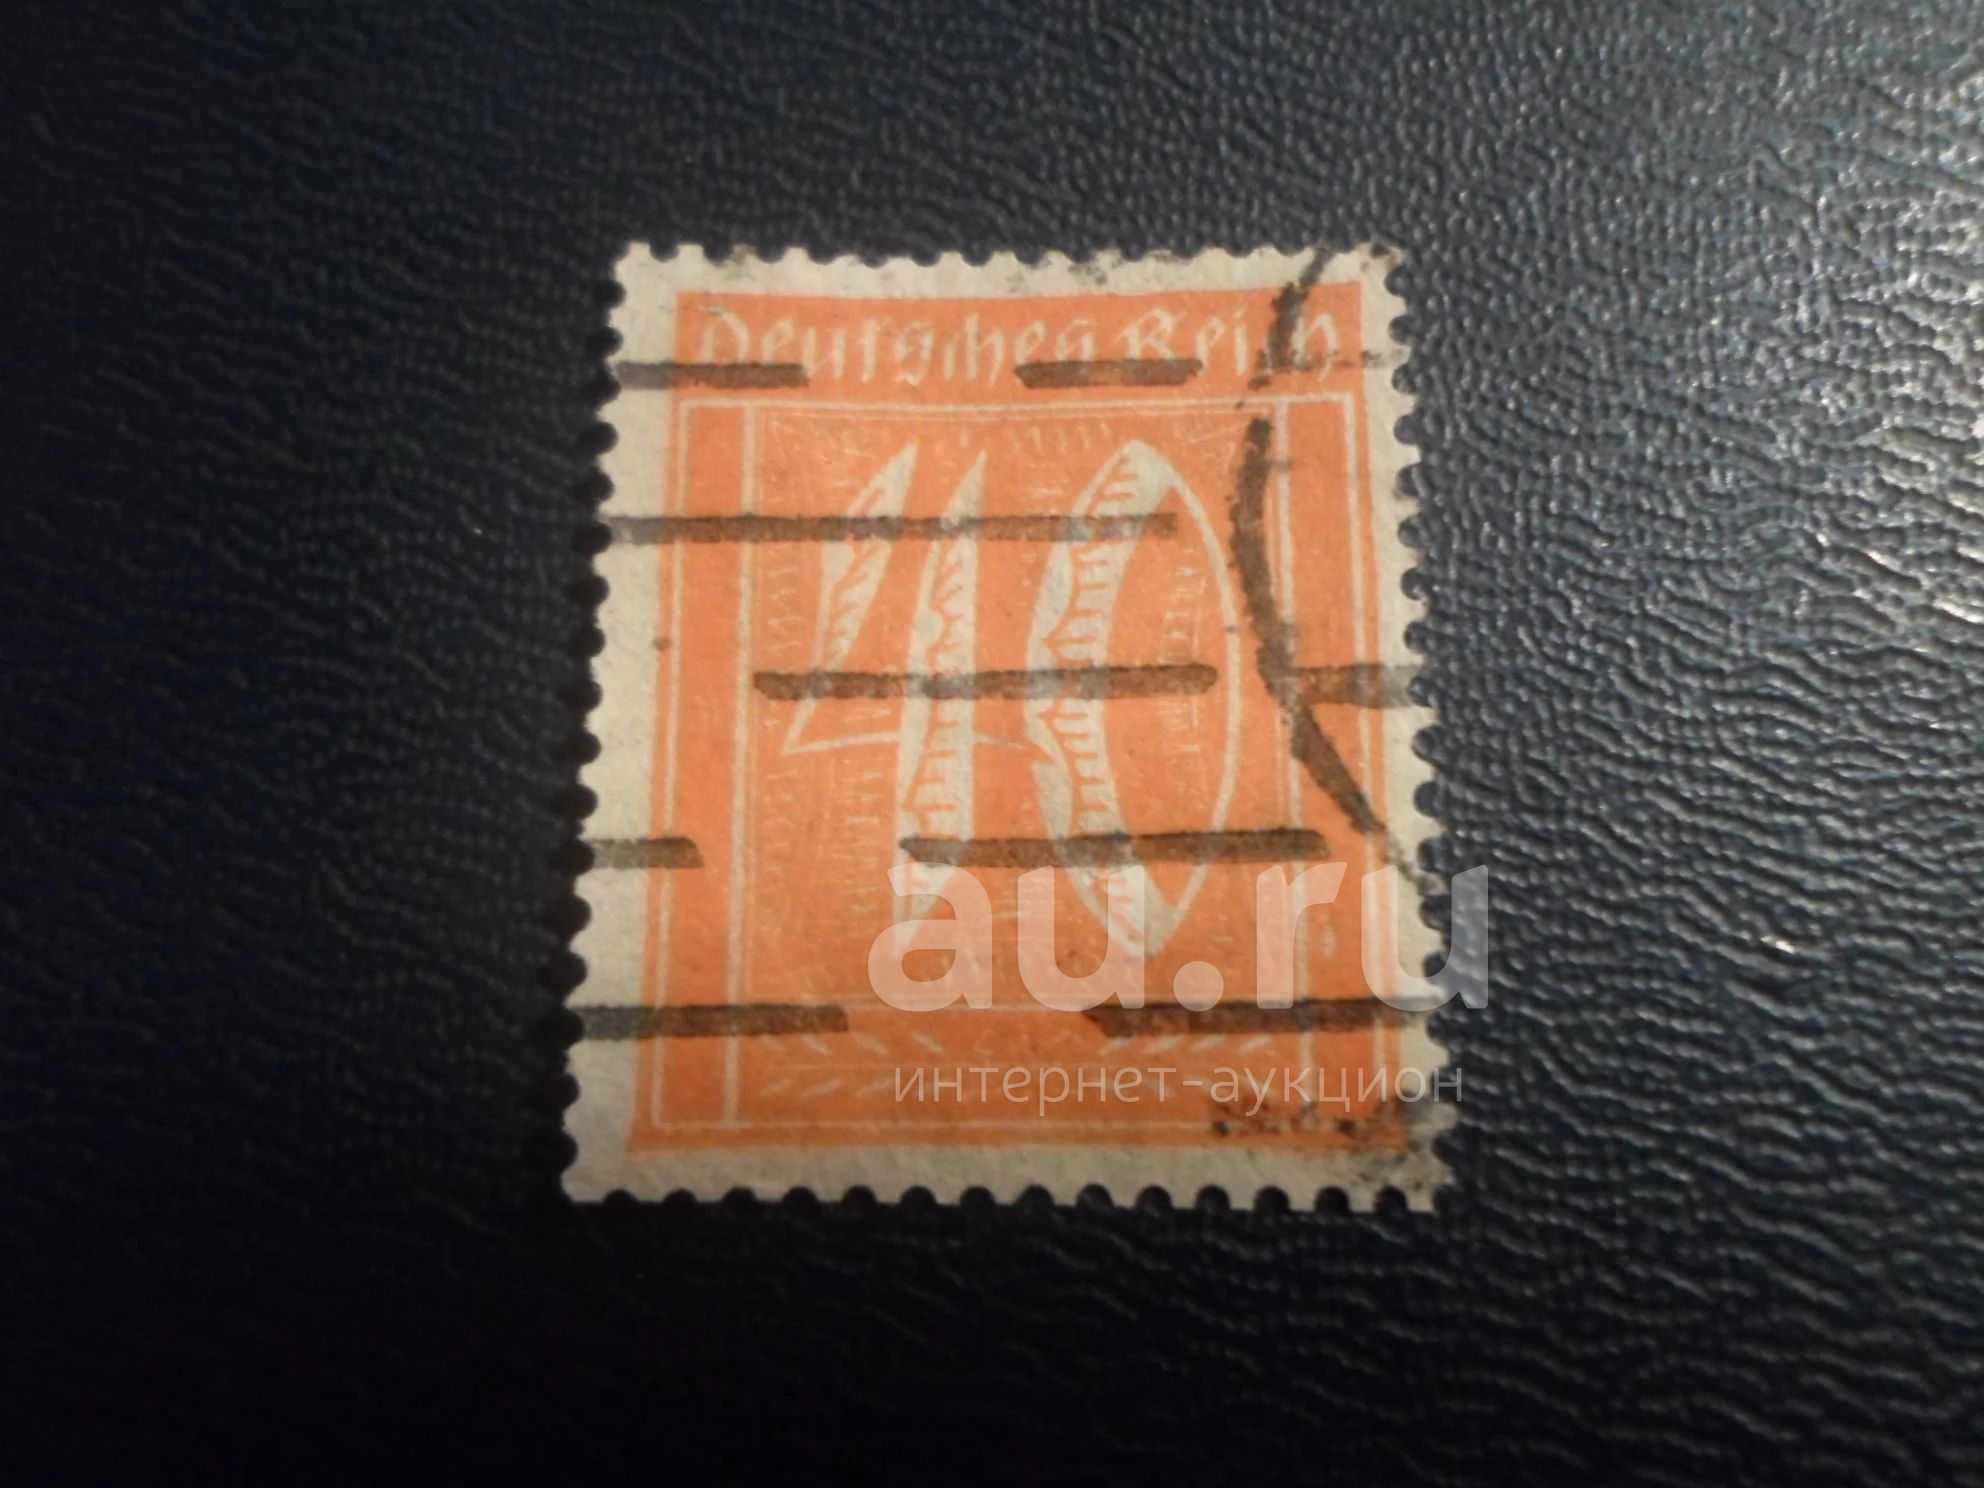 Deutsches Reich
40
au.ru
интернет-аукцион